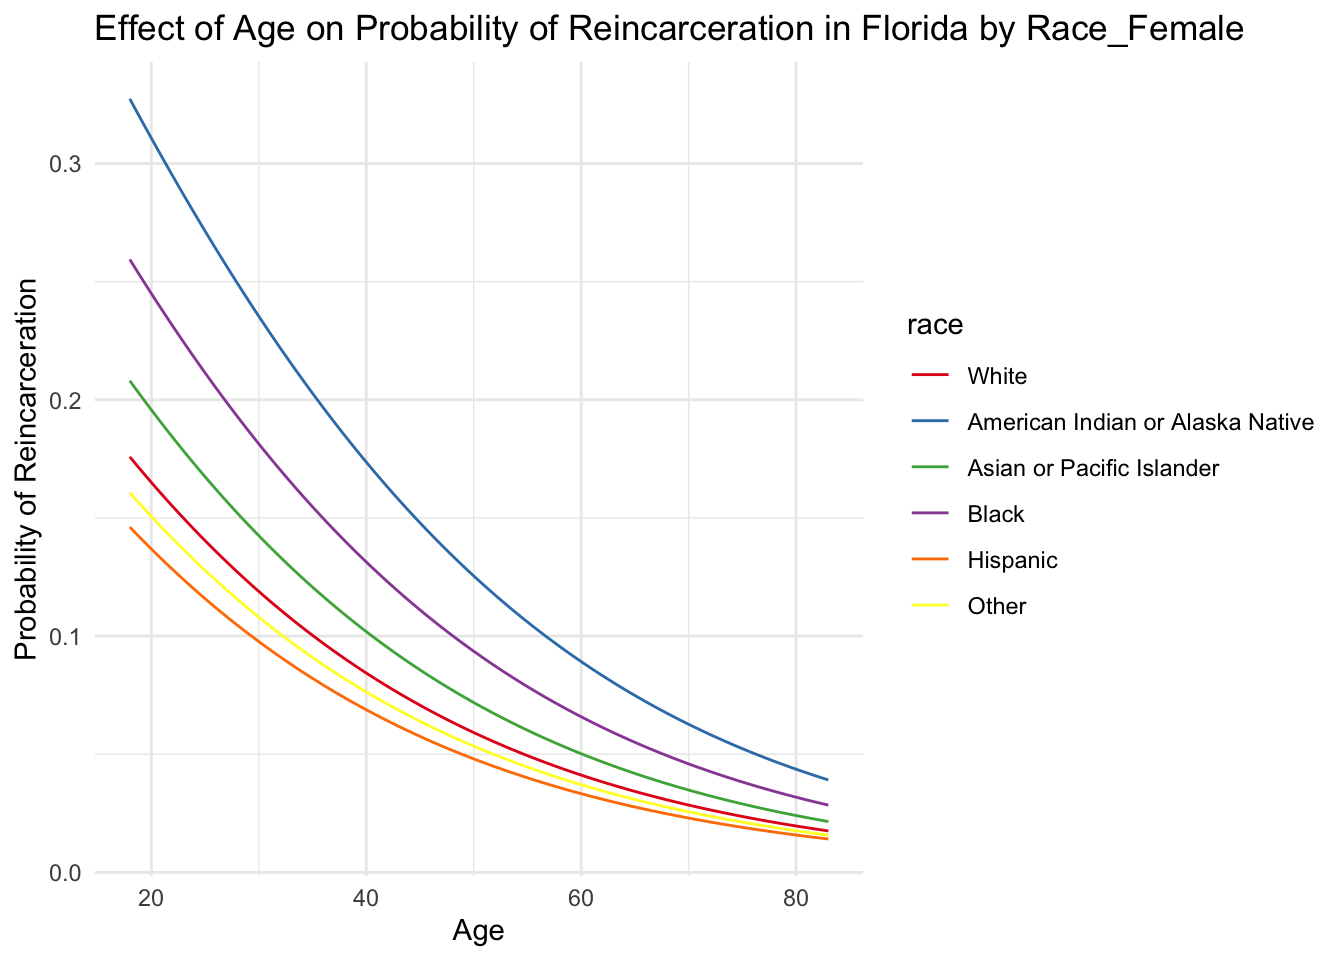 Effect of Age on Probability of Reincarceration in Florida by Race_Female
Probability of Reincarceration
0.3
0.2
0.1
0.0
20 40 60 80
Age
race
White
American Indian or Alaska Native
Asian or Pacific Islander
Black
Hispanic
Other